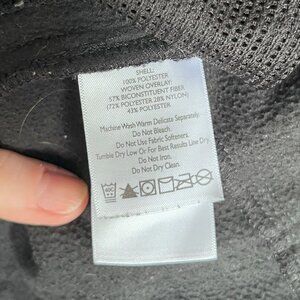 SHELL:
100% POLYESTER
WOVEN OVERLAY:
57% BICONSTITUENT FIBER
(72% POLYESTER 28% NYLON)
43% POLYESTER
Machine Wash Warm Delicate Separately.
Do Not Bleach.
Do Not Use Fabric Softeners.
Tumble Dry Low Or For Best Results Line Dry.
Do Not Iron.
Do Not Dry Clean.